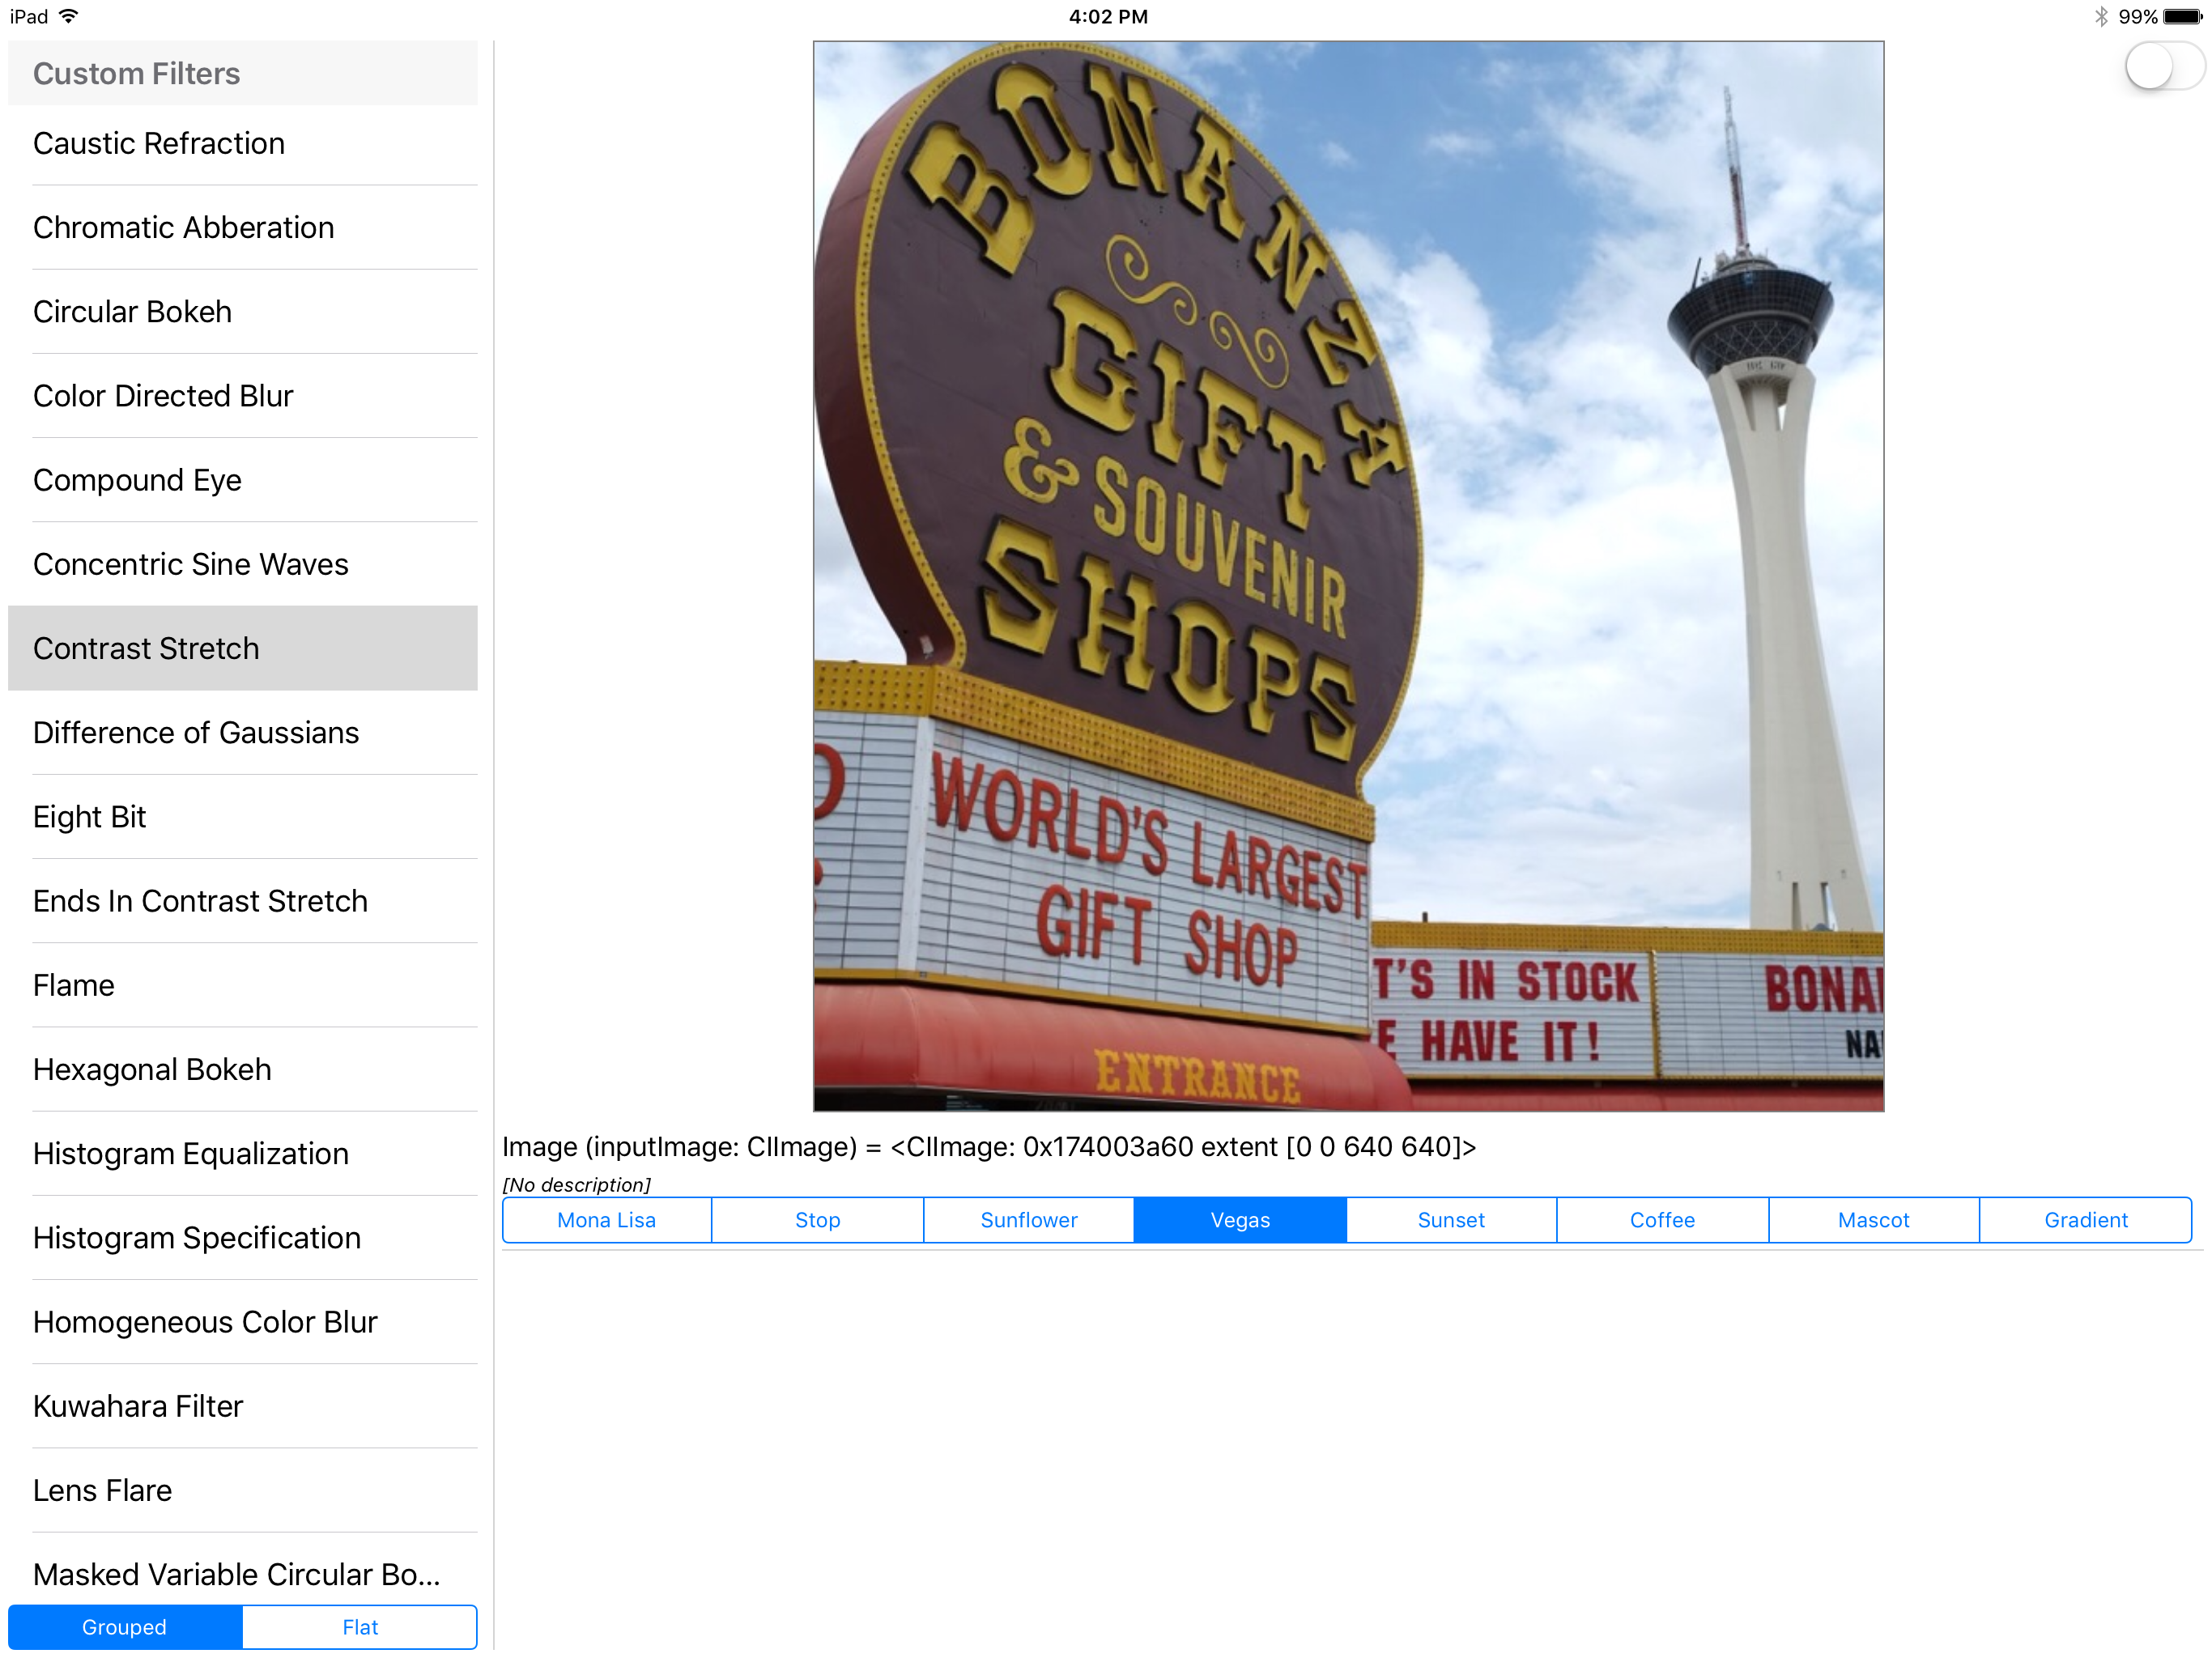 iPad
4:02 PM
99%
Custom Filters
Caustic Refraction
Chromatic Abberation
Circular Bokeh
Color Directed Blur
Compound Eye
Concentric Sine Waves
Contrast Stretch
Difference of Gaussians
Eight Bit
Ends In Contrast Stretch
Flame
Hexagonal Bokeh
Histogram Equalization
Histogram Specification
Homogeneous Color Blur
Kuwahara Filter
Lens Flare
Masked Variable Circular Bo...
Grouped
Flat
BONANZA
GIFT
& SOUVENIR
SHOPS
WORLD'S LARGEST
GIFT SHOP
ENTRANCE
T'S IN STOCK
E HAVE IT!
BONA
NA
Image (inputImage: CIImage) = <CIImage: 0x174003a60 extent [0 0 640 640]>
[No description]
Mona Lisa
Stop
Sunflower
Vegas
Sunset
Coffee
Mascot
Gradient